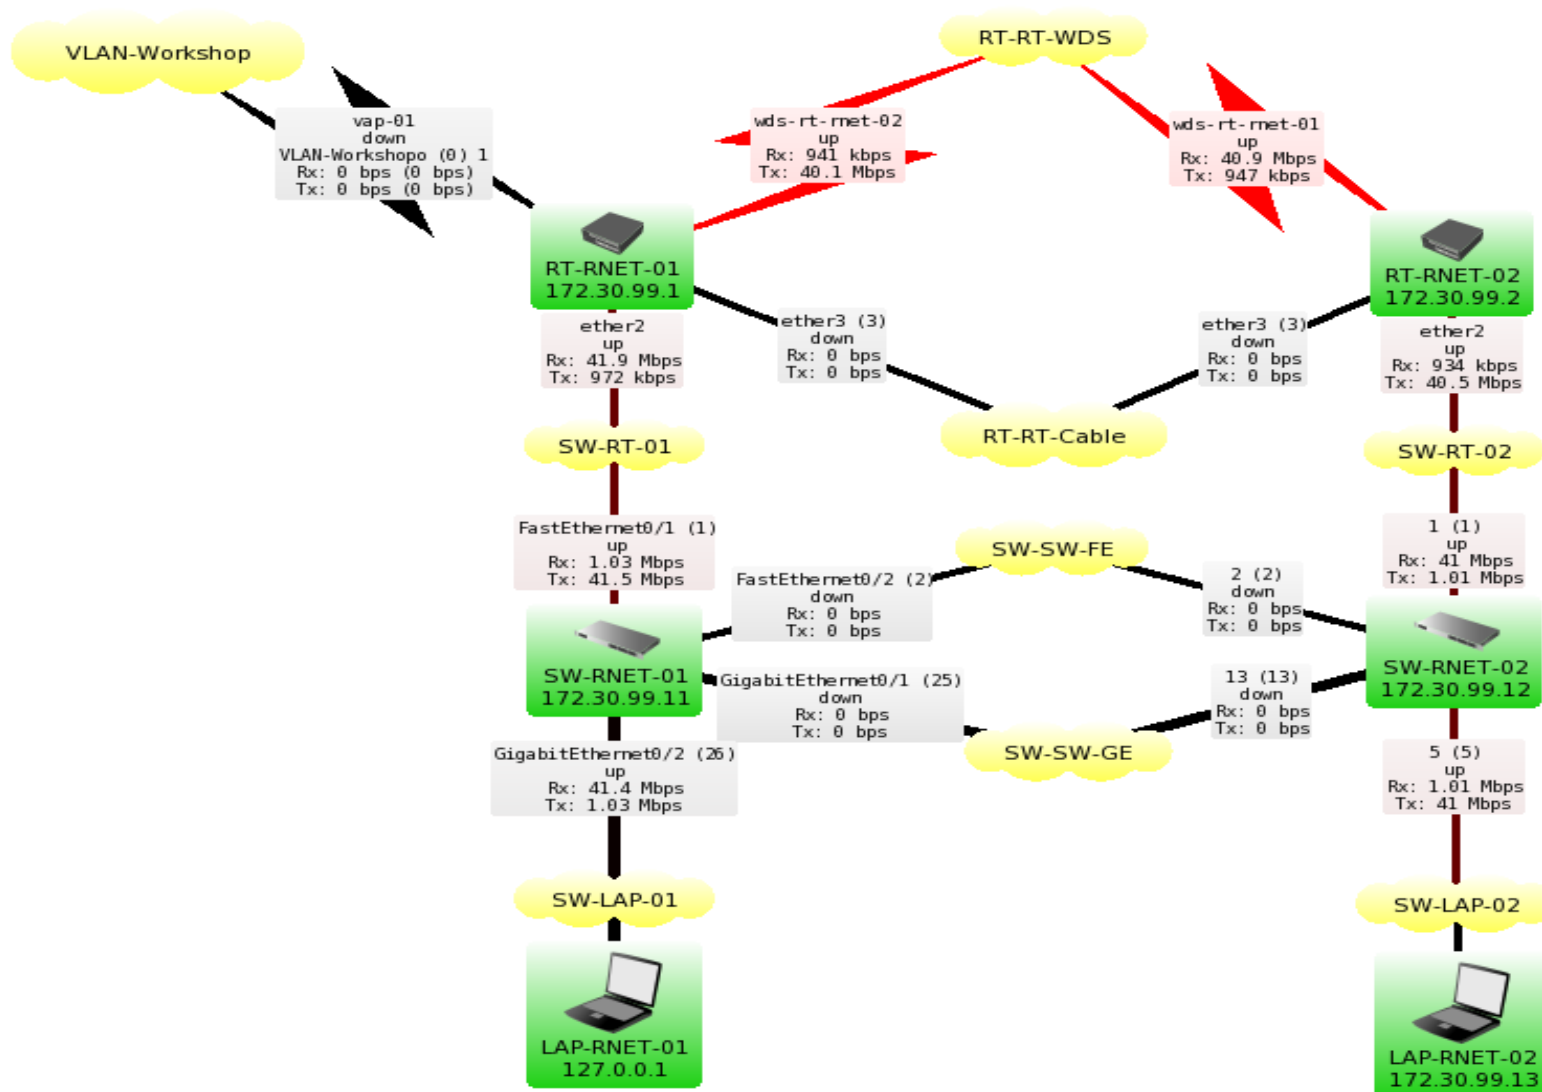 VLAN-Workshop
RT-RT-WDS
vap-01
down
VLAN-Workshopo (0) 1
Rx: 0 bps (0 bps)
Tx: 0 bps (0 bps)
wds-rt-rnet-02
up
Rx: 941 kbps
Tx: 40.1 Mbps
wds-rt-rnet-01
up
Rx: 40.9 Mbps
Tx: 947 kbps
RT-RNET-01
172.30.99.1
RT-RNET-02
172.30.99.2
ether2
up
Rx: 41.9 Mbps
Tx: 972 kbps
ether3 (3)
down
Rx: 0 bps
Tx: 0 bps
ether3 (3)
down
Rx: 0 bps
Tx: 0 bps
ether2
up
Rx: 934 kbps
Tx: 40.5 Mbps
SW-RT-01
RT-RT-Cable
SW-RT-02
FastEthernet0/1 (1)
up
Rx: 1.03 Mbps
Tx: 41.5 Mbps
SW-SW-FE
1 (1)
up
Rx: 41 Mbps
Tx: 1.01 Mbps
FastEthernet0/2 (2)
down
Rx: 0 bps
Tx: 0 bps
2 (2)
down
Rx: 0 bps
Tx: 0 bps
SW-RNET-01
172.30.99.11
SW-RNET-02
172.30.99.12
GigabitEthernet0/1 (25)
down
Rx: 0 bps
Tx: 0 bps
13 (13)
down
Rx: 0 bps
Tx: 0 bps
SW-SW-GE
GigabitEthernet0/2 (26)
up
Rx: 41.4 Mbps
Tx: 1.03 Mbps
5 (5)
up
Rx: 1.01 Mbps
Tx: 41 Mbps
SW-LAP-01
SW-LAP-02
LAP-RNET-01
127.0.0.1
LAP-RNET-02
172.30.99.13